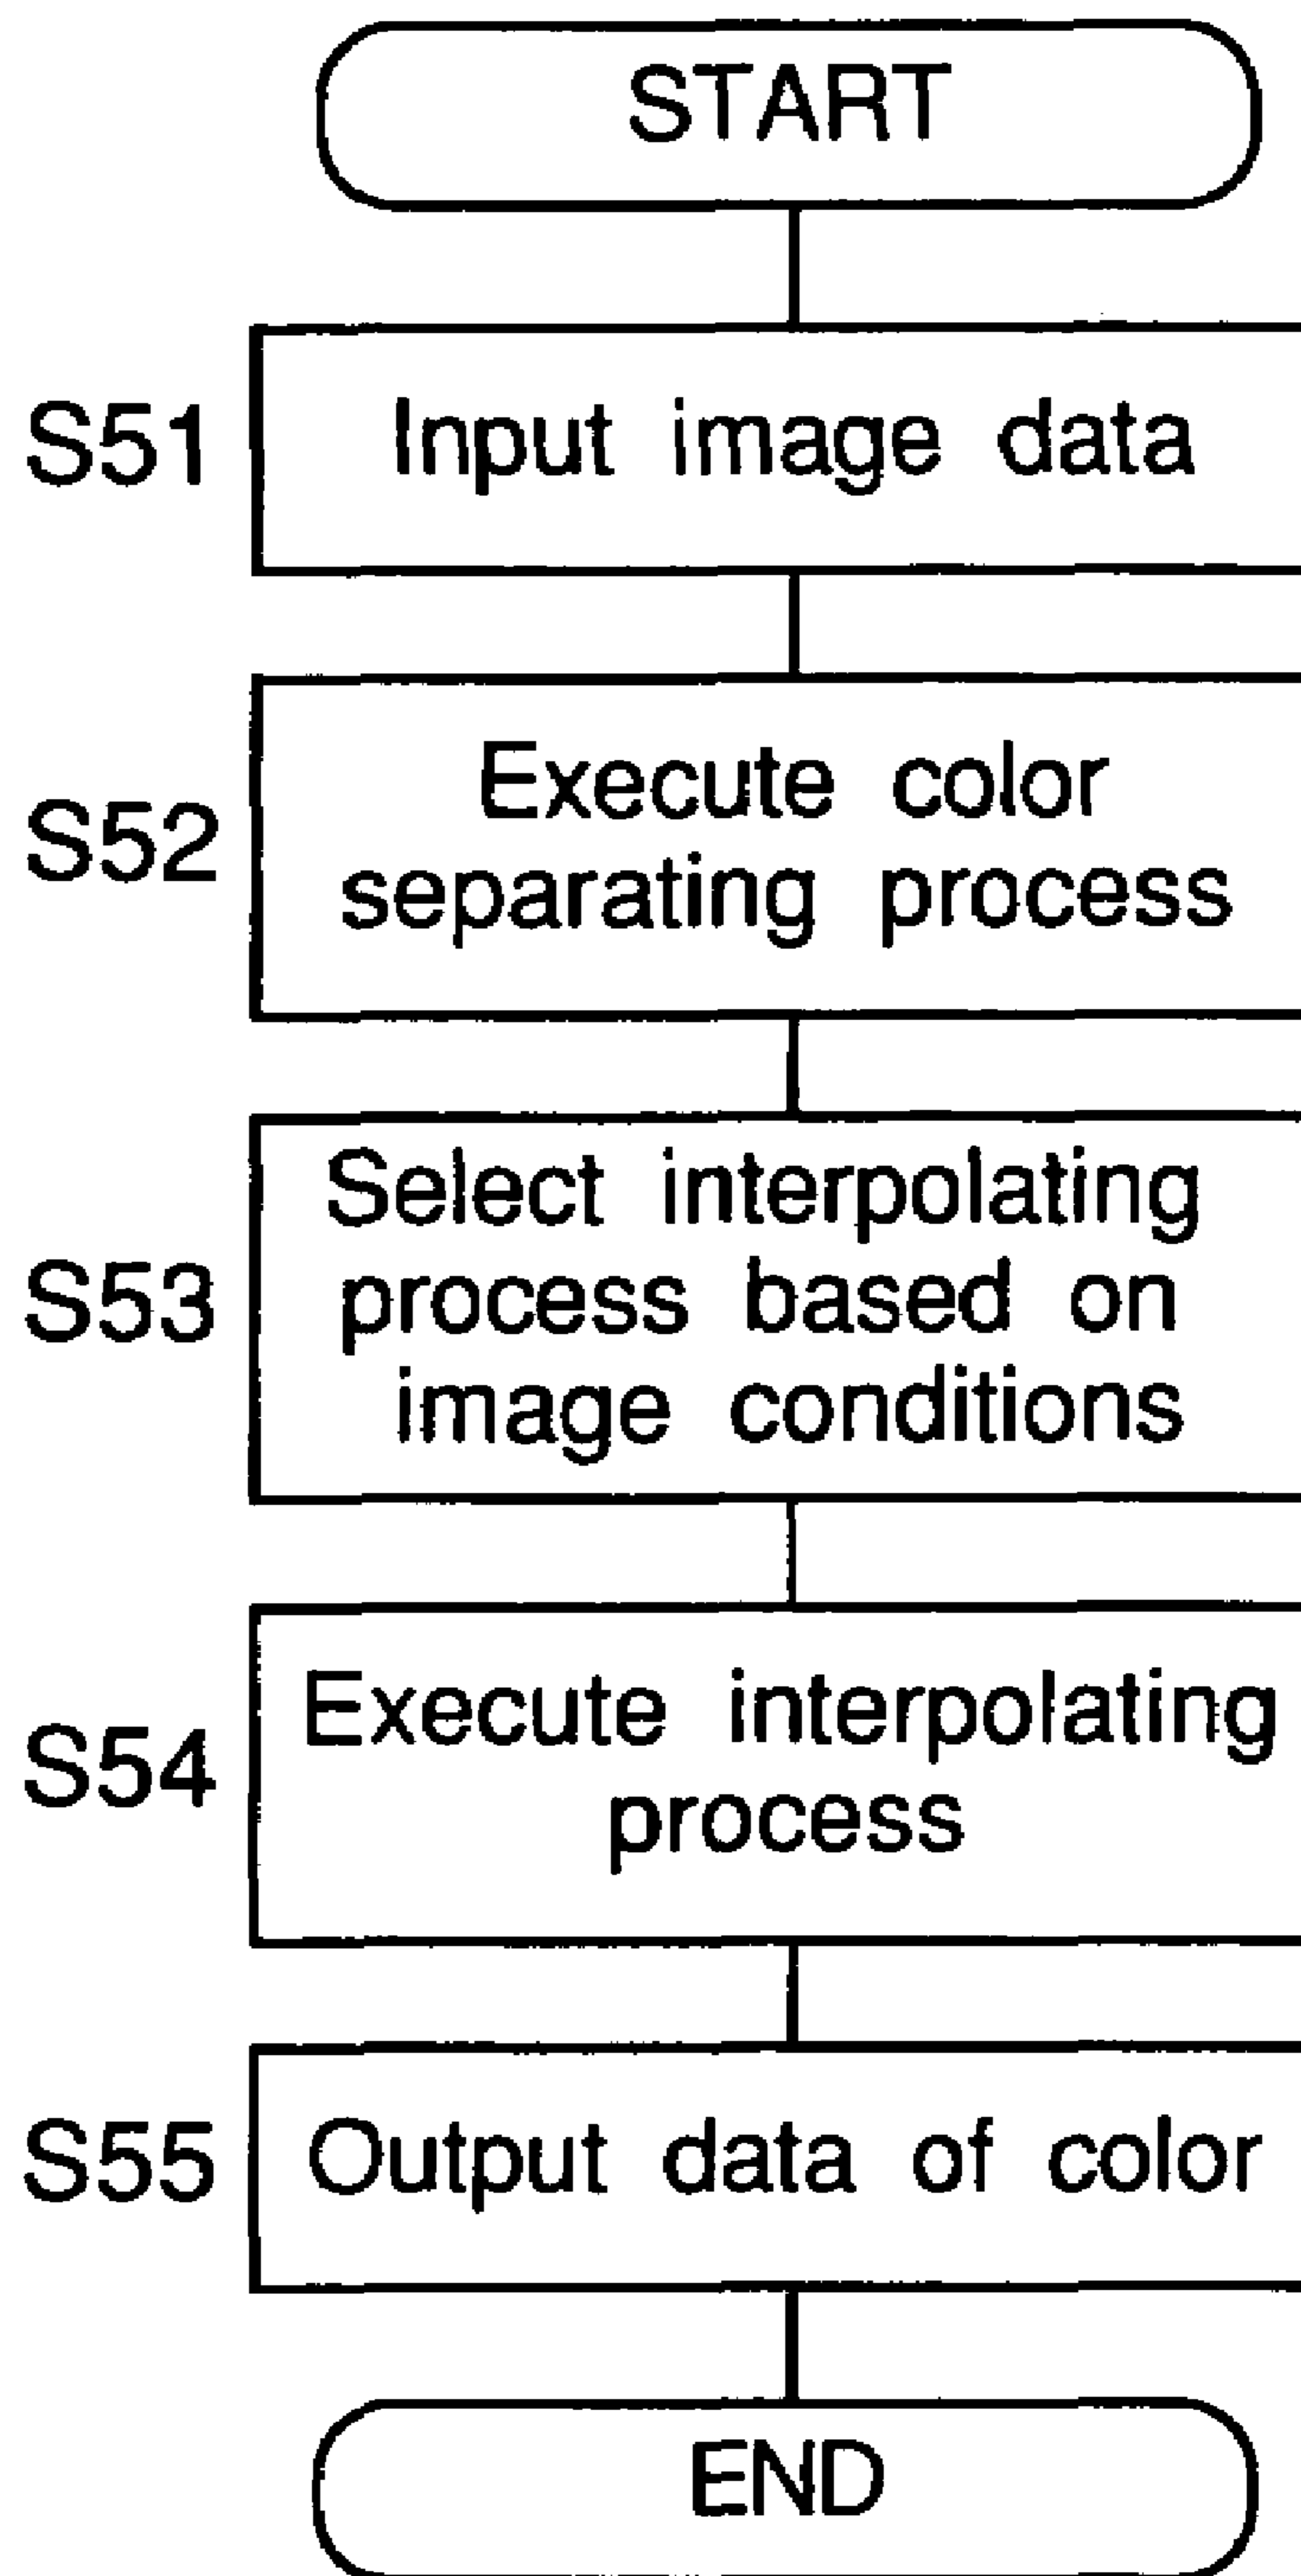 START
S51
Input image data
S52
Execute color
separating process
S53
Select interpolating
process based on
image conditions
S54
Execute interpolating
process
S55
Output data of color
END